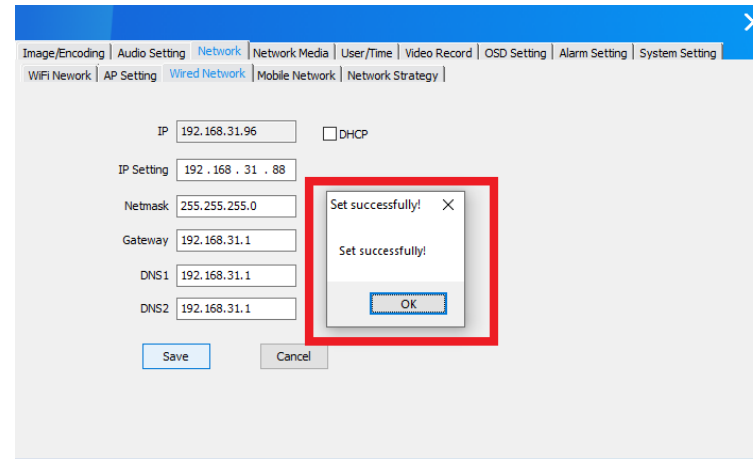 Image/Encoding Audio Setting Network Network Media User/Time Video Record OSD Setting Alarm Setting System Setting
WiFi Nework AP Setting Wired Network Mobile Network Network Strategy
IP 192.168.31.96 DHCP
IP Setting 192 . 168 . 31 . 88
Netmask 255.255.255.0
Gateway 192.168.31.1
DNS1 192.168.31.1
DNS2 192.168.31.1
Save Cancel
Set successfully!
Set successfully!
OK